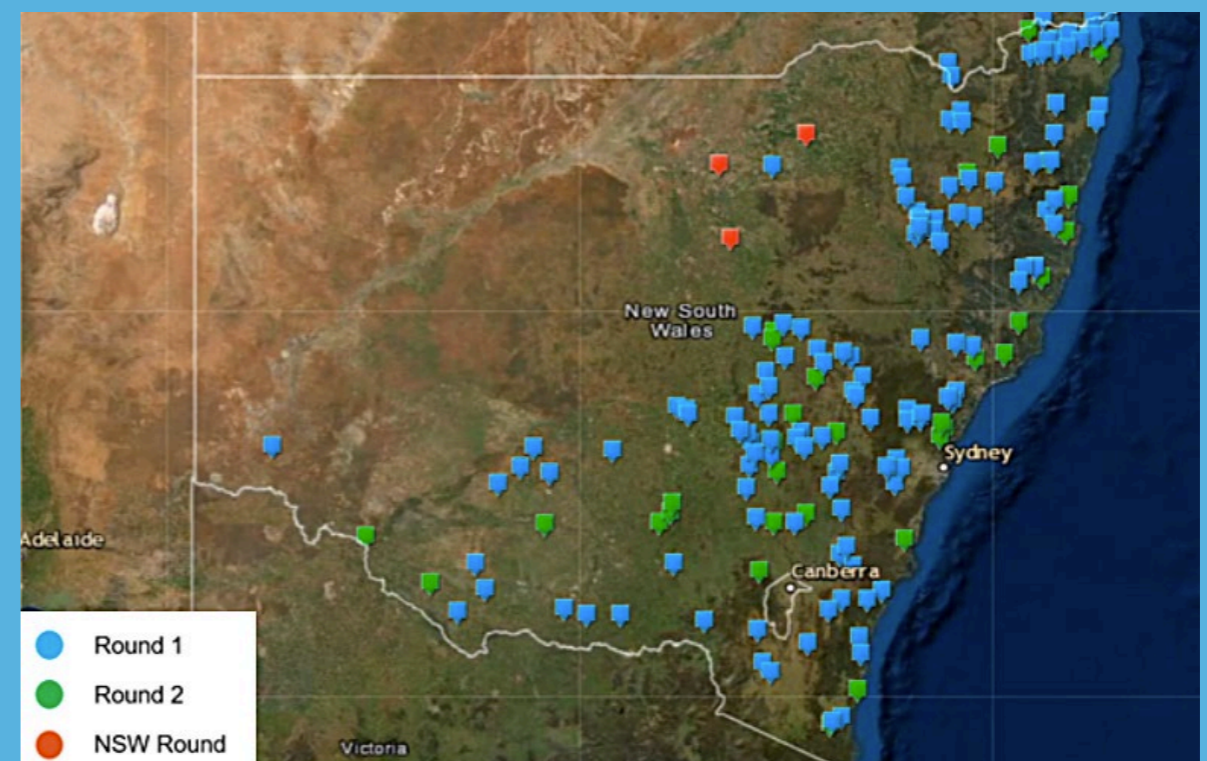 New South
Wales
Sydney
Adelaide
Canberra
Round 1
Round 2
NSW Round
Victoria